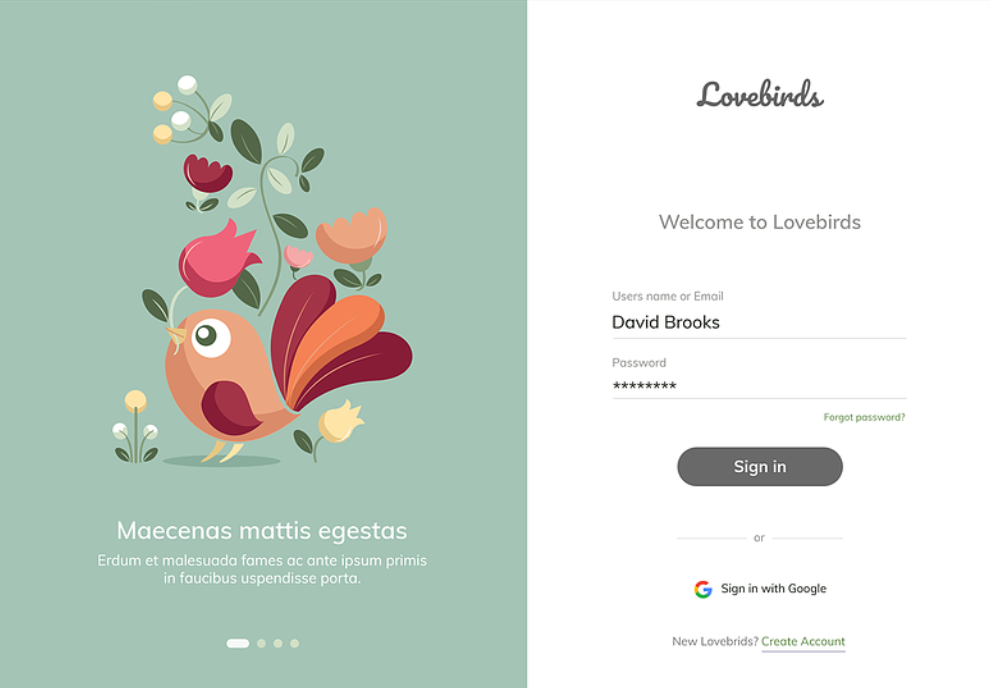 Maecenas mattis egestas
Erdum et malesuada fames ac ante ipsum primis
in faucibus uspendisse porta.
Lovebirds
Welcome to Lovebirds
Users name or Email
David Brooks
Password
********
Forgot password?
Sign in
or
Sign in with Google
New Lovebrids? Create Account